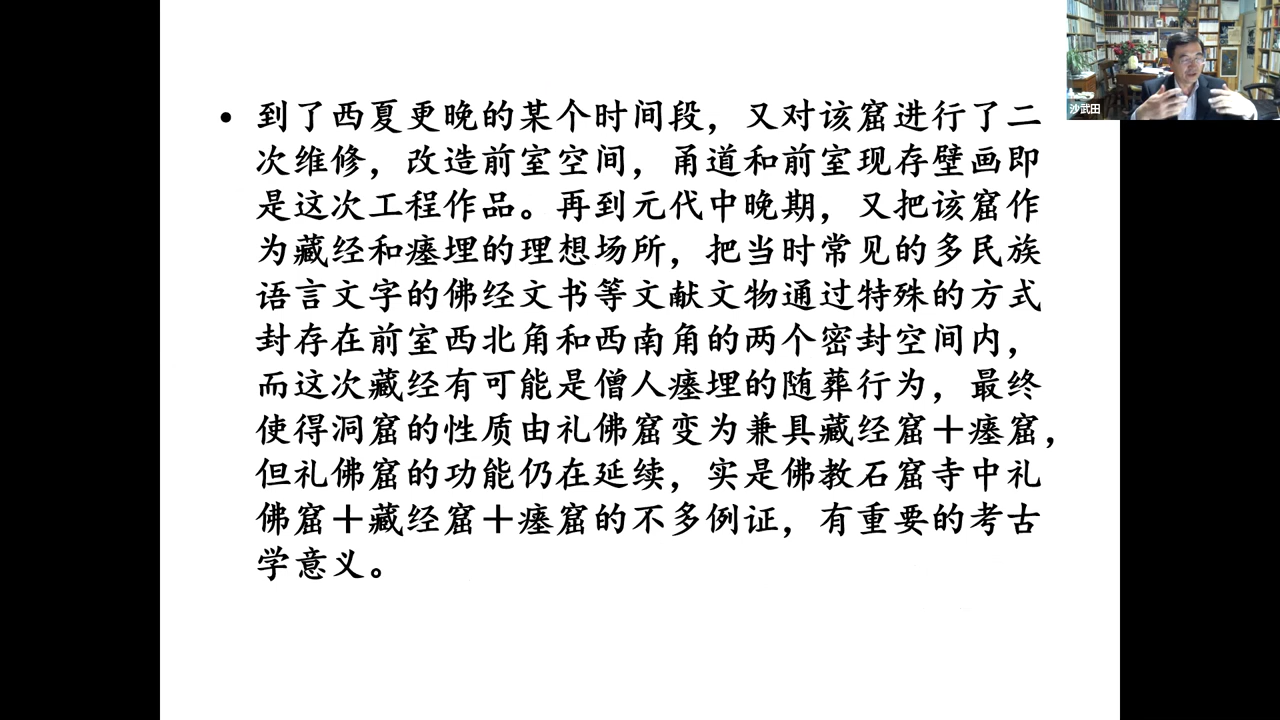 • 到了西夏更晚的某个时间段，又对该窟进行了二
次维修，改造前室空间，甬道和前室现存壁画即
是这次工程作品。再到元代中晚期，又把该窟作
为藏经和瘗埋的理想场所，把当时常见的多民族
语言文字的佛经文书等文献文物通过特殊的方式
封存在前室西北角和西南角的两个密封空间内，
而这次藏经有可能是僧人瘗埋的随葬行为，最终
使得洞窟的性质由礼佛窟变为兼具藏经窟＋瘗窟，
但礼佛窟的功能仍在延续，实是佛教石窟寺中礼
佛窟＋藏经窟＋瘗窟的不多例证，有重要的考古
学意义。
沙武田